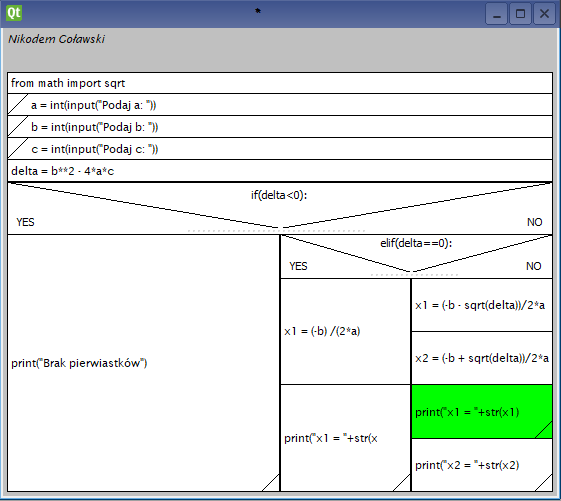 Qt
*
Nikodem Goławski
from math import sqrt
a = int(input("Podaj a: "))
b = int(input("Podaj b: "))
c = int(input("Podaj c: "))
delta = b**2 - 4*a*c
if(delta<0):
YES
NO
elif(delta==0):
YES
NO
print("Brak pierwiastków")
x1 = (-b) /(2*a)
print("x1 = "+str(x
x1 = (-b - sqrt(delta))/2*a
x2 = (-b + sqrt(delta))/2*a
print("x1 = "+str(x1)
print("x2 = "+str(x2)